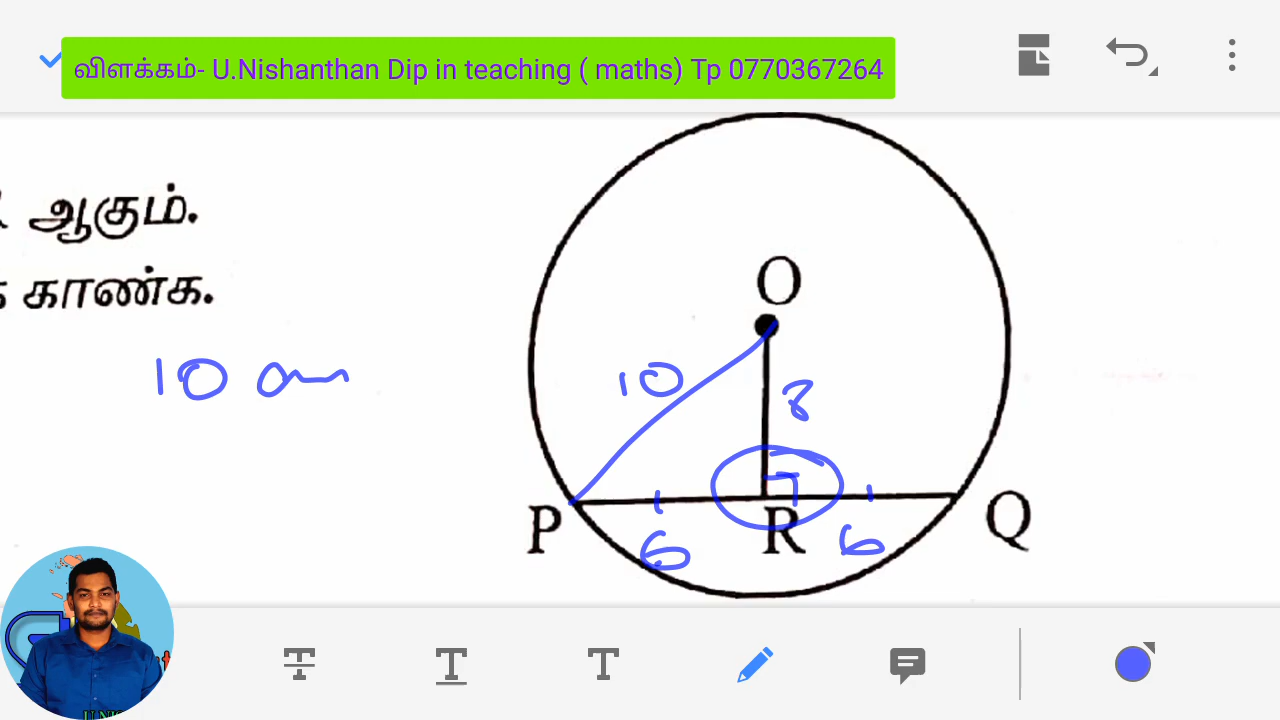 விளக்கம்- U.Nishanthan Dip in teaching ( maths) Tp 0770367264
ஆகும்.
காண்க.
10 cm
O
10
8
P
R
Q
6
6